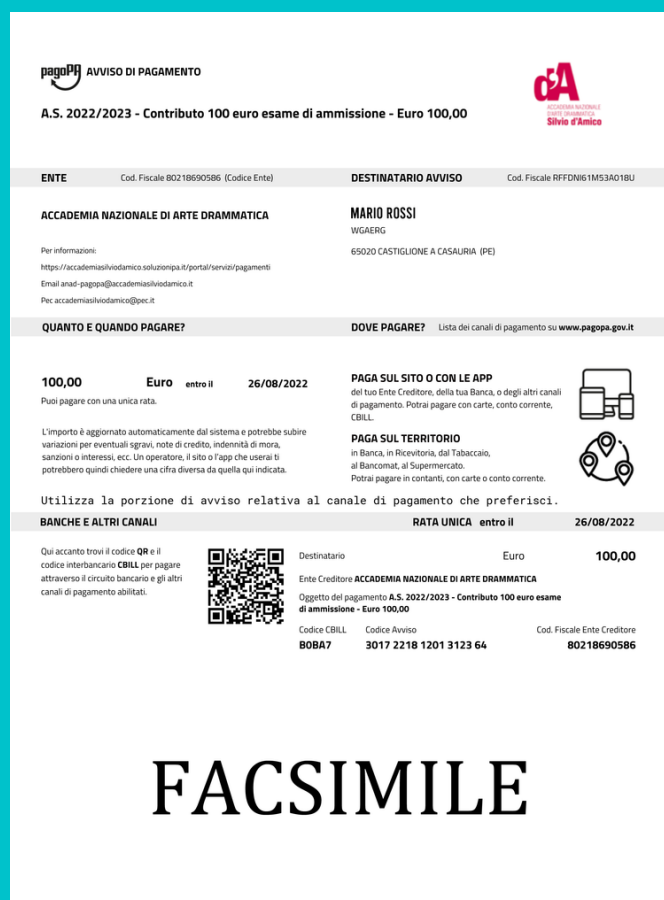 pagoPA AVVISO DI PAGAMENTO
A.S. 2022/2023 - Contributo 100 euro esame di ammissione - Euro 100,00
d'A
ACCADEMIA NAZIONALE
D'ARTE DRAMMATICA
Silvio d'Amico
ENTE Cod. Fiscale 80218690586 (Codice Ente)
DESTINATARIO AVVISO Cod. Fiscale RFFDNI61M53A018U
ACCADEMIA NAZIONALE DI ARTE DRAMMATICA
Per informazioni:
https://accademiasilviodamico.soluzionipa.it/portal/servizi/pagamenti
Email anad-pagopa@accademiasilviodamico.it
Pec accademiasilviodamico@pec.it
MARIO ROSSI
WGAERG
65020 CASTIGLIONE A CASAURIA (PE)
QUANTO E QUANDO PAGARE?
DOVE PAGARE? Lista dei canali di pagamento su www.pagopa.gov.it
100,00 Euro entro il 26/08/2022
Puoi pagare con una unica rata.
L'importo è aggiornato automaticamente dal sistema e potrebbe subire
variazioni per eventuali sgravi, note di credito, indennità di mora,
sanzioni o interessi, ecc. Un operatore, il sito o l'app che userai ti
potrebbero quindi chiedere una cifra diversa da quella qui indicata.
PAGA SUL SITO O CON LE APP
del tuo Ente Creditore, della tua Banca, o degli altri canali
di pagamento. Potrai pagare con carte, conto corrente,
CBILL.
PAGA SUL TERRITORIO
in Banca, in Ricevitoria, dal Tabaccaio,
al Bancomat, al Supermercato.
Potrai pagare in contanti, con carte o conto corrente.
Utilizza la porzione di avviso relativa al canale di pagamento che preferisci.
BANCHE E ALTRI CANALI
RATA UNICA entro il 26/08/2022
Qui accanto trovi il codice QR e il
codice interbancario CBILL per pagare
attraverso il circuito bancario e gli altri
canali di pagamento abilitati.
Destinatario Euro 100,00
Ente Creditore ACCADEMIA NAZIONALE DI ARTE DRAMMATICA
Oggetto del pagamento A.S. 2022/2023 - Contributo 100 euro esame
di ammissione - Euro 100,00
Codice CBILL Codice Avviso Cod. Fiscale Ente Creditore
B0BA7 3017 2218 1201 3123 64 80218690586
FACSIMILE